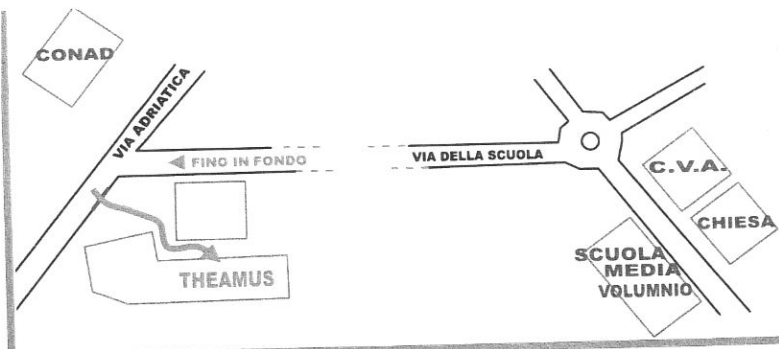 CONAD
VIA ADRIATICA
FINO IN FONDO
VIA DELLA SCUOLA
C.V.A.
CHIESA
SCUOLA
MEDIA
VOLUMNIO
THEAMUS